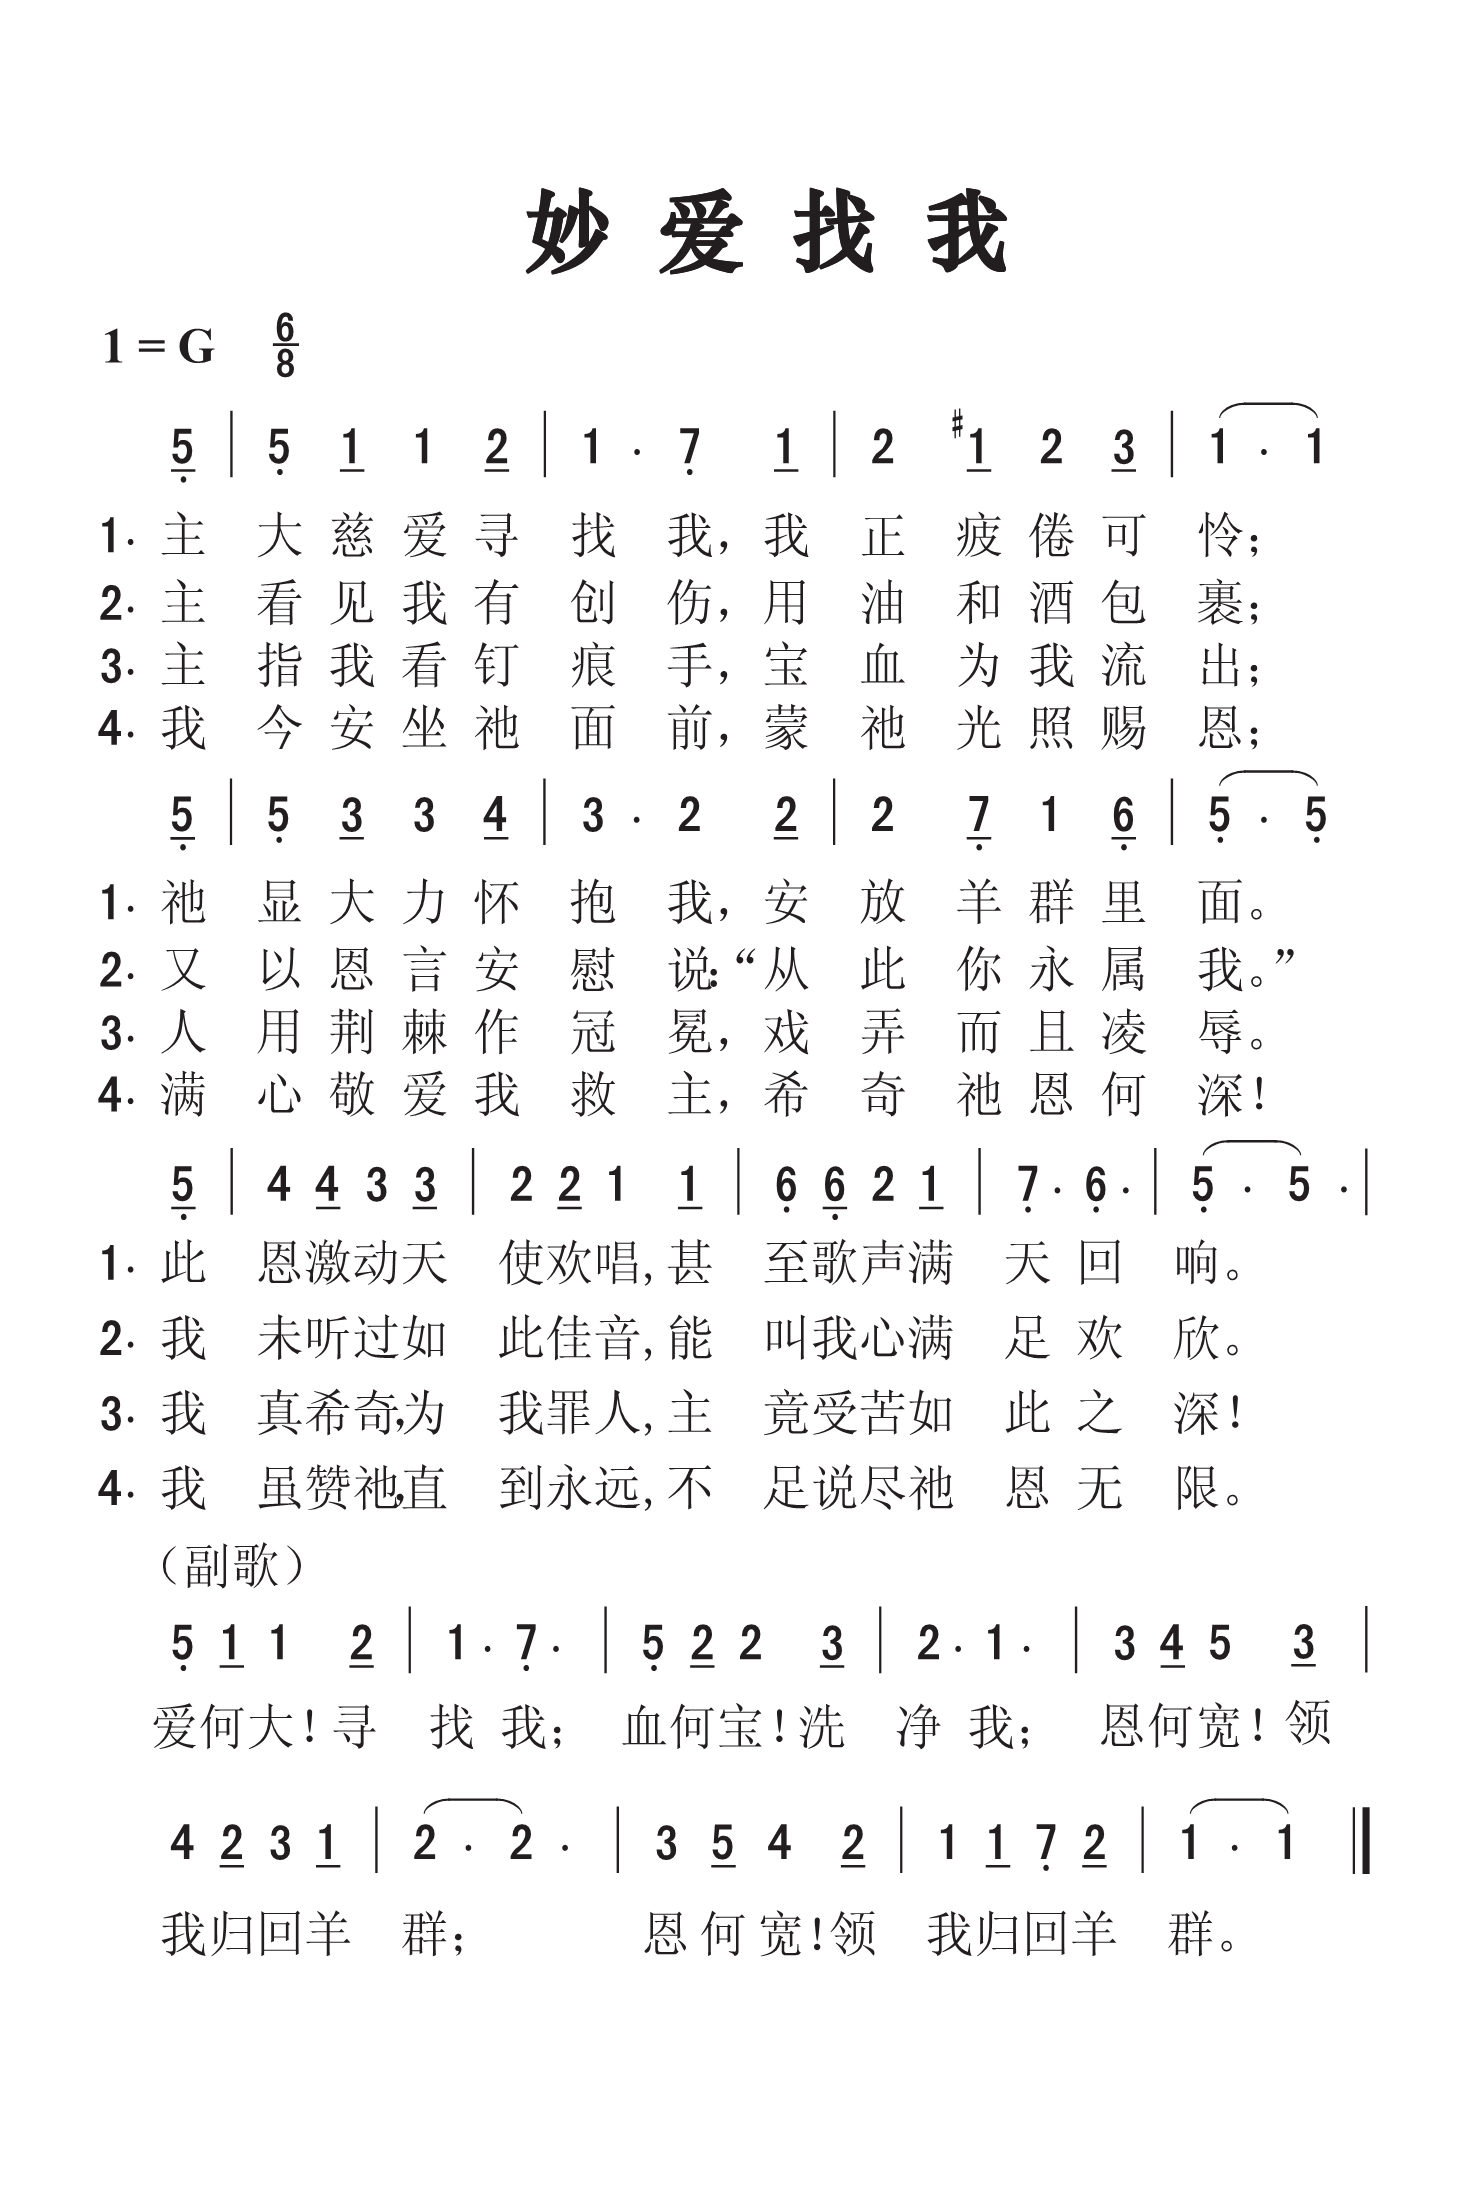 妙爱找我
1=G 6/8
5̣ | 5̣ 1 1 2 | 1 · 7̣ 1 | 2 #1 2 3 | 1 · 1
1. 主 大慈爱寻 找 我，我 正 疲倦可 怜；
2. 主 看见我有 创 伤，用 油 和酒包 裹；
3. 主 指我看钉 痕 手，宝 血 为我流 出；
4. 我 今安坐祂 面 前，蒙 祂 光照赐 恩；
5̣ | 5̣ 3 3 4 | 3 · 2 2 | 2 7̣ 1 6̣ | 5̣ · 5̣
1. 祂 显大力怀 抱 我，安 放 羊群里 面。
2. 又 以恩言安 慰 说：“从 此 你永属 我。”
3. 人 用荆棘作 冠 冕，戏 弄 而且凌 辱。
4. 满 心敬爱我 救 主，希 奇 祂恩何 深！
5̣ | 4 4 3 3 | 2 2 1 1 | 6̣ 6̣ 2 1 | 7̣ · 6̣ · | 5̣ · 5̣ · |
1. 此 恩激动天 使欢唱，甚 至歌声满 天 回 响。
2. 我 未听过如 此佳音，能 叫我心满 足 欢 欣。
3. 我 真希奇，为 我罪人，主 竟受苦如 此 之 深！
4. 我 虽赞祂，直 到永远，不 足说尽祂 恩 无 限。
（副歌）
5̣ 1 1 2 | 1 · 7̣ · | 5̣ 2 2 3 | 2 · 1 · | 3 4 5 3 |
爱何大！寻 找 我； 血何宝！洗 净 我； 恩何宽！领
4 2 3 1 | 2 · 2 · | 3 5 4 2 | 1 1 7̣ 2 | 1 · 1 ‖
我归回羊 群； 恩何宽！领 我归回羊 群。